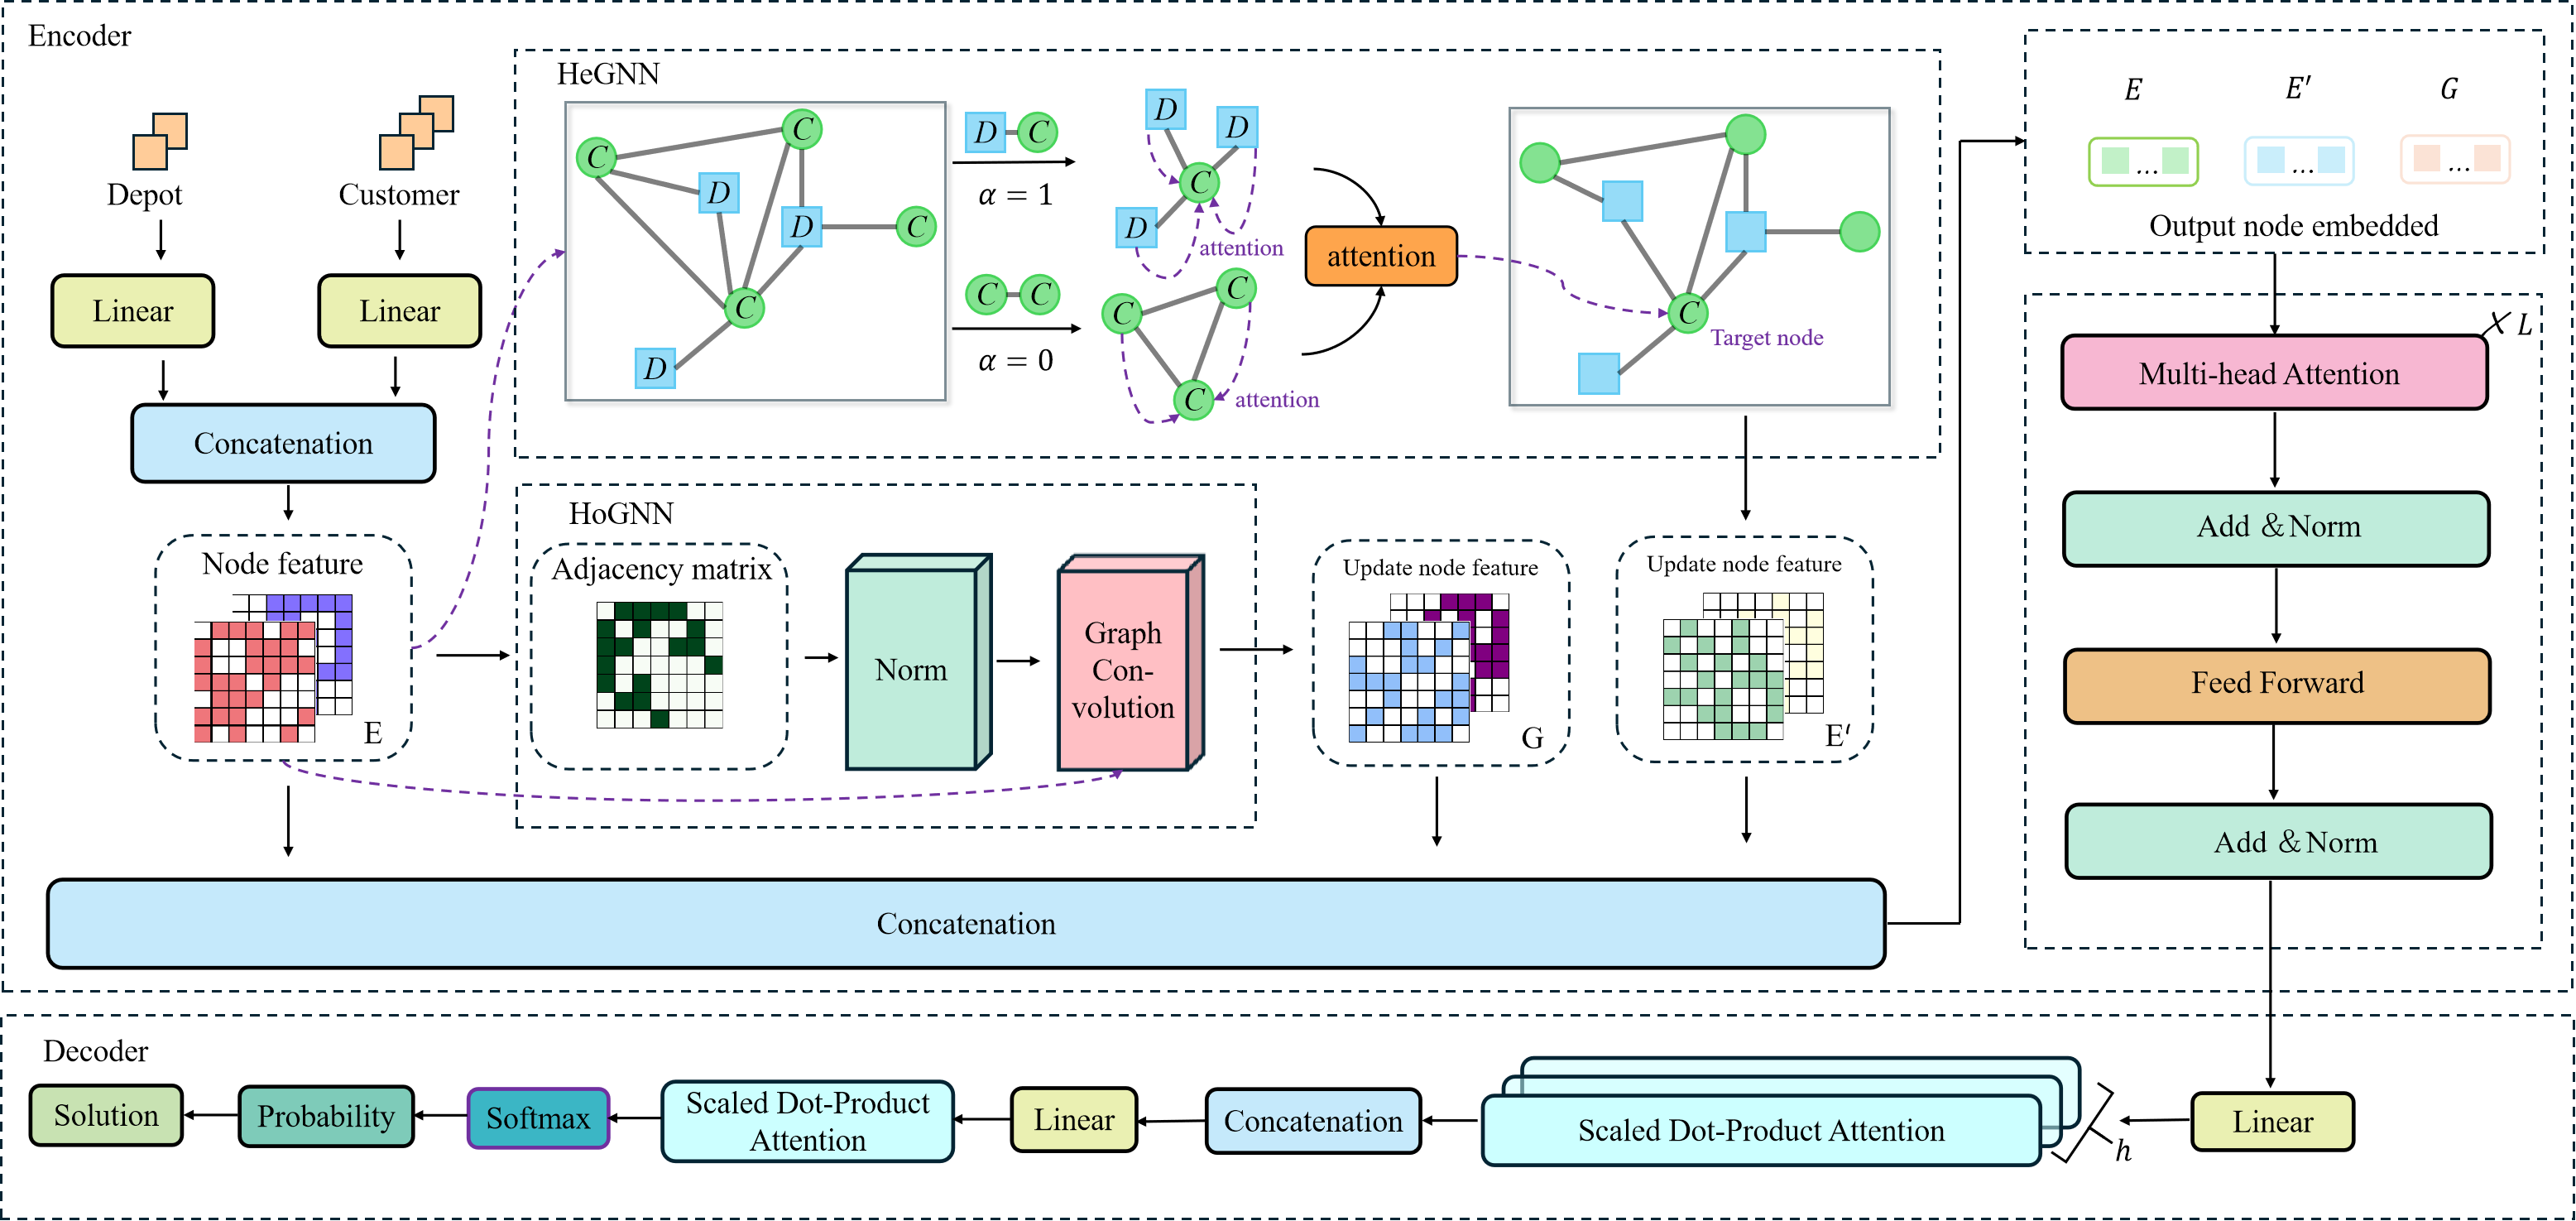 Encoder
Depot
Customer
Linear
Linear
Concatenation
Node feature
E
HeGNN
C
C
D
D
C
C
D
D–C
α = 1
C–C
α = 0
D
D
C
D
attention
C
C
C
attention
attention
C
Target node
HoGNN
Adjacency matrix
Norm
Graph
Con-
volution
Update node feature
G
Update node feature
E′
Concatenation
E
E′
G
...
...
...
Output node embedded
× L
Multi-head Attention
Add & Norm
Feed Forward
Add & Norm
Decoder
Solution
Probability
Softmax
Scaled Dot-Product
Attention
Linear
Concatenation
Scaled Dot-Product Attention
h
Linear